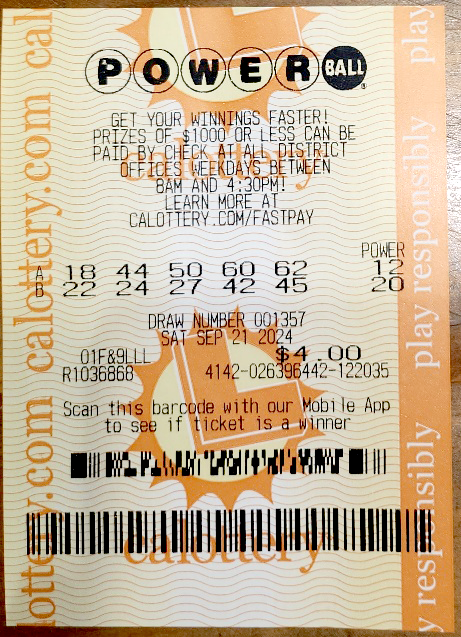 POWERBALL
GET YOUR WINNINGS FASTER!
PRIZES OF $1000 OR LESS CAN BE
PAID BY CHECK AT ALL DISTRICT
OFFICES WEEKDAYS BETWEEN
8AM AND 4:30PM!
LEARN MORE AT
CALOTTERY.COM/FASTPAY
POWER
A 18 44 50 60 62 12
B 22 24 27 42 45 20
DRAW NUMBER 001357
SAT SEP 21 2024
01F&9LLL $4.00
R1036868 4142-026396442-122035
Scan this barcode with our Mobile App
to see if ticket is a winner
calottery
calottery
lottery.com calottery.com cal
y responsibly play responsibly play